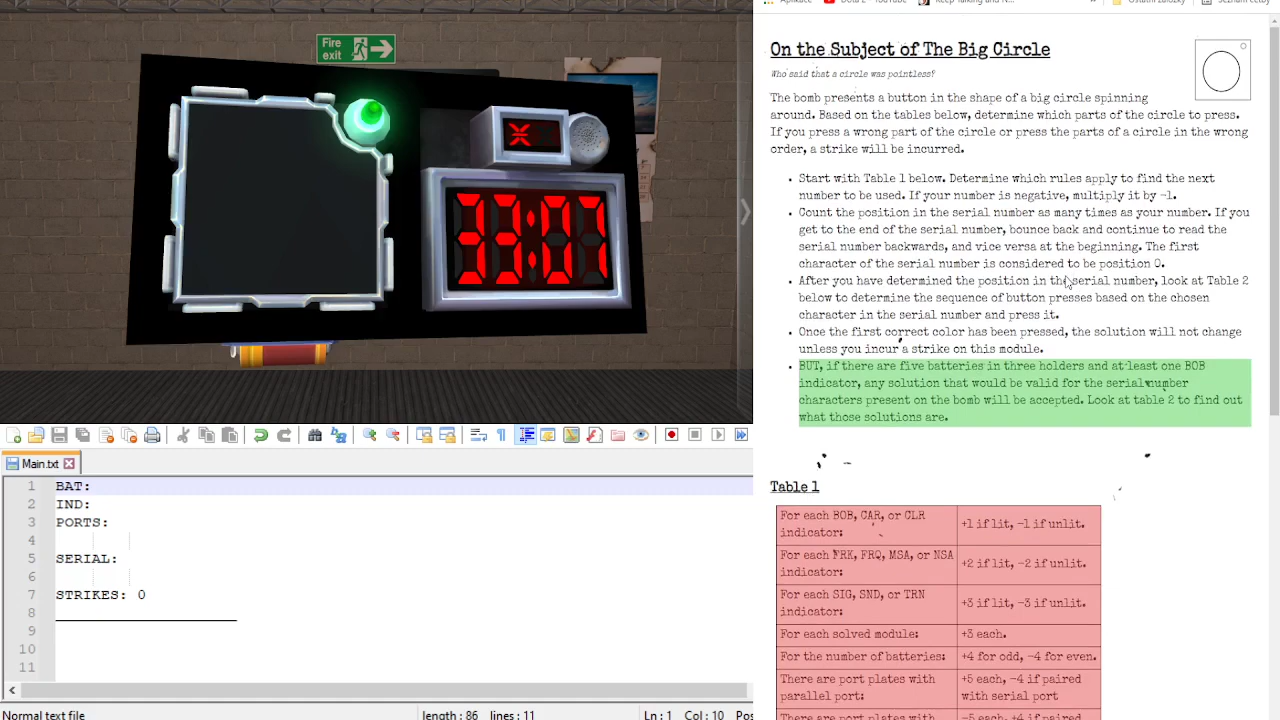 Fire
exit
X
33:07
Main.txt
1 BAT:
2 IND:
3 PORTS:
4
5 SERIAL:
6
7 STRIKES: 0
8
9
10
11
Normal text file length : 86 lines : 11 Ln : 1 Col : 10 Pos
On the Subject of The Big Circle
Who said that a circle was pointless?
The bomb presents a button in the shape of a big circle spinning
around. Based on the tables below, determine which parts of the circle to press.
If you press a wrong part of the circle or press the parts of a circle in the wrong
order, a strike will be incurred.
• Start with Table 1 below. Determine which rules apply to find the next
number to be used. If your number is negative, multiply it by -1.
• Count the position in the serial number as many times as your number. If you
get to the end of the serial number, bounce back and continue to read the
serial number backwards, and vice versa at the beginning. The first
character of the serial number is considered to be position 0.
• After you have determined the position in the serial number, look at Table 2
below to determine the sequence of button presses based on the chosen
character in the serial number and press it.
• Once the first correct color has been pressed, the solution will not change
unless you incur a strike on this module.
• BUT, if there are five batteries in three holders and at least one BOB
indicator, any solution that would be valid for the serial number
characters present on the bomb will be accepted. Look at table 2 to find out
what those solutions are.
Table 1
For each BOB, CAR, or CLR
indicator:
+1 if lit, -1 if unlit.
For each FRK, FRQ, MSA, or NSA
indicator:
+2 if lit, -2 if unlit.
For each SIG, SND, or TRN
indicator:
+3 if lit, -3 if unlit.
For each solved module: +3 each.
For the number of batteries: +4 for odd, -4 for even.
There are port plates with
parallel port:
+5 each, -4 if paired
with serial port
There are port plates with -5 each, +4 if paired